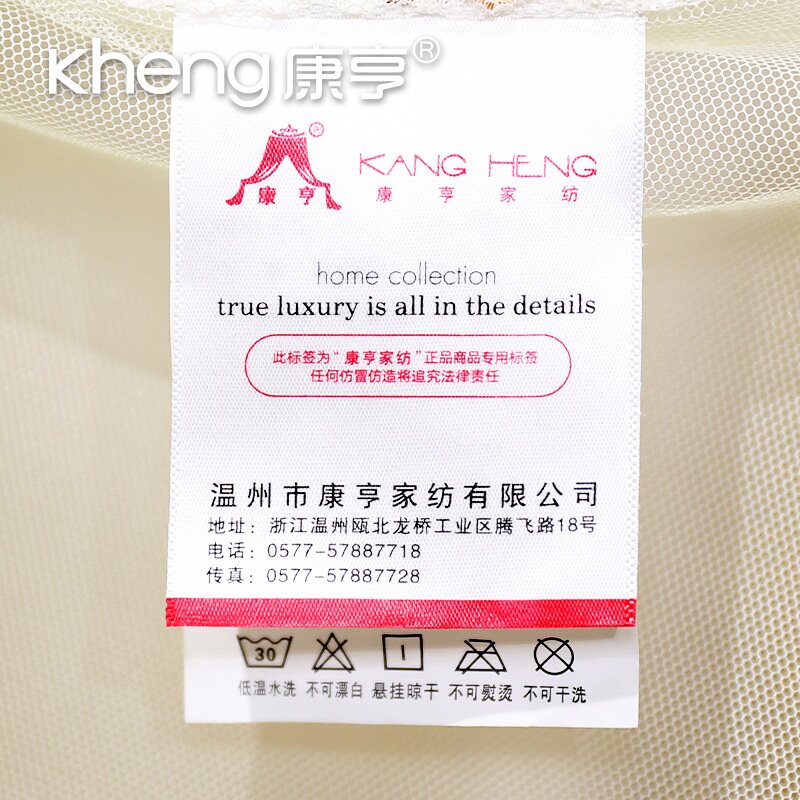 kheng康亨®
®
康亨
KANG HENG
康亨家纺
home collection
true luxury is all in the details
此标签为“康亨家纺”正品商品专用标签
任何仿冒仿造将追究法律责任
温州市康亨家纺有限公司
地址：浙江温州瓯北龙桥工业区腾飞路18号
电话：0577-57887718
传真：0577-57887728
30
低温水洗 不可漂白 悬挂晾干 不可熨烫 不可干洗